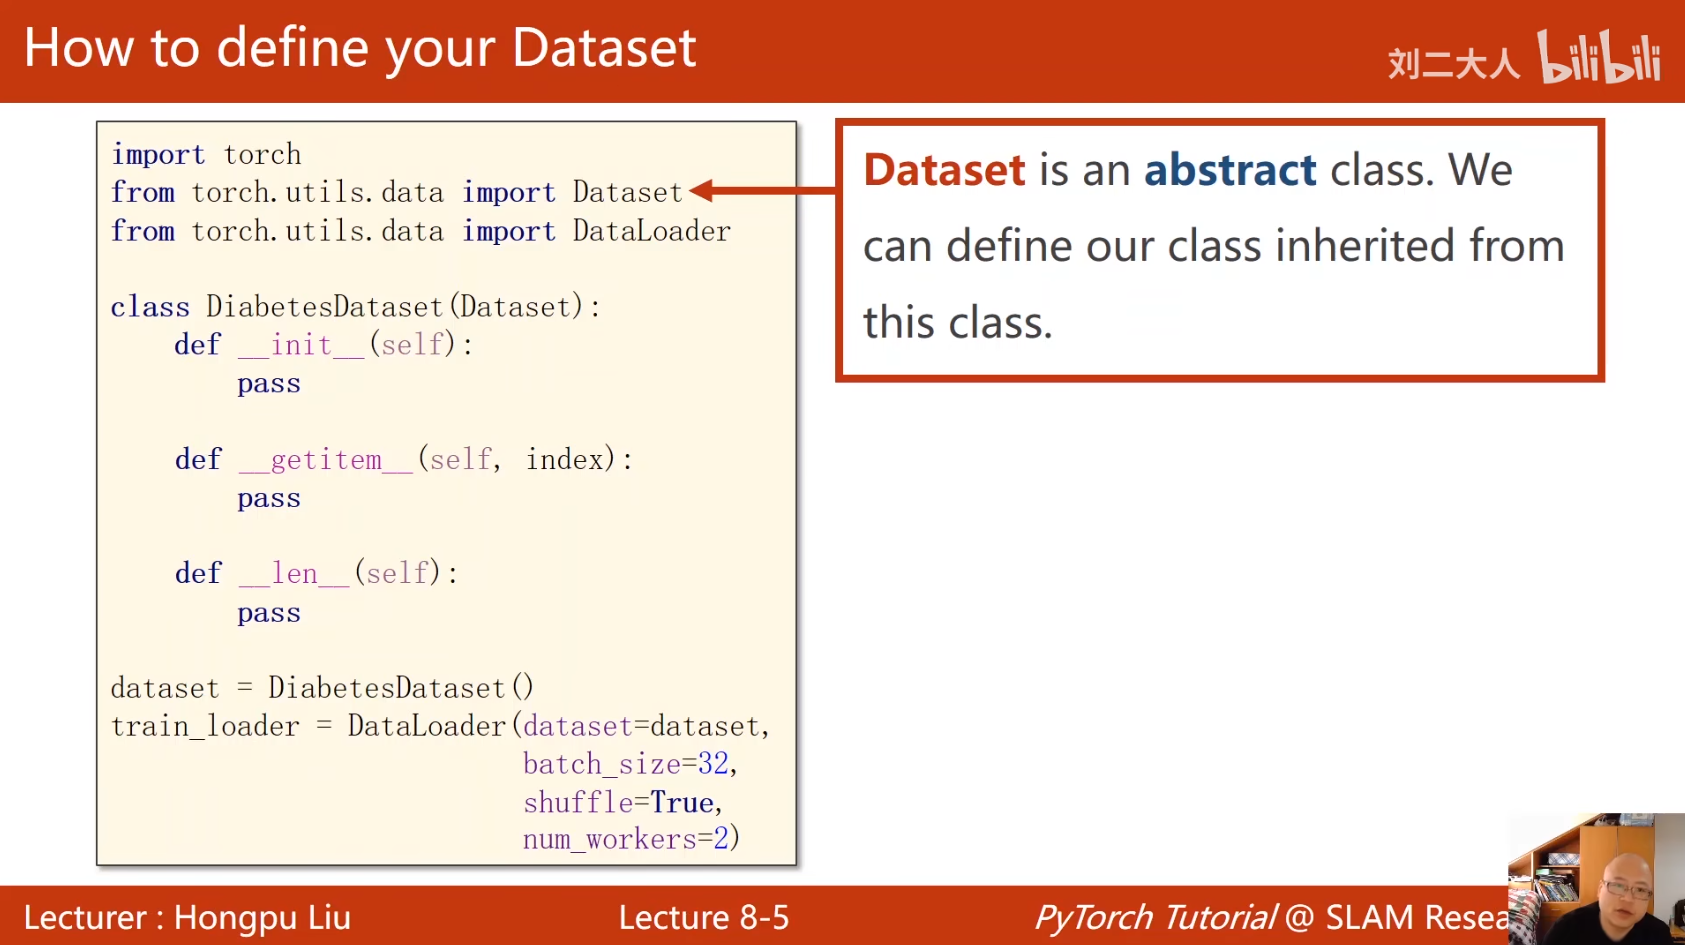 How to define your Dataset
刘二大人 bilibili
import torch
from torch.utils.data import Dataset
from torch.utils.data import DataLoader
class DiabetesDataset(Dataset):
def __init__(self):
pass
def __getitem__(self, index):
pass
def __len__(self):
pass
dataset = DiabetesDataset()
train_loader = DataLoader(dataset=dataset,
batch_size=32,
shuffle=True,
num_workers=2)
Dataset is an abstract class. We
can define our class inherited from
this class.
Lecturer : Hongpu Liu
Lecture 8-5
PyTorch Tutorial @ SLAM Resea